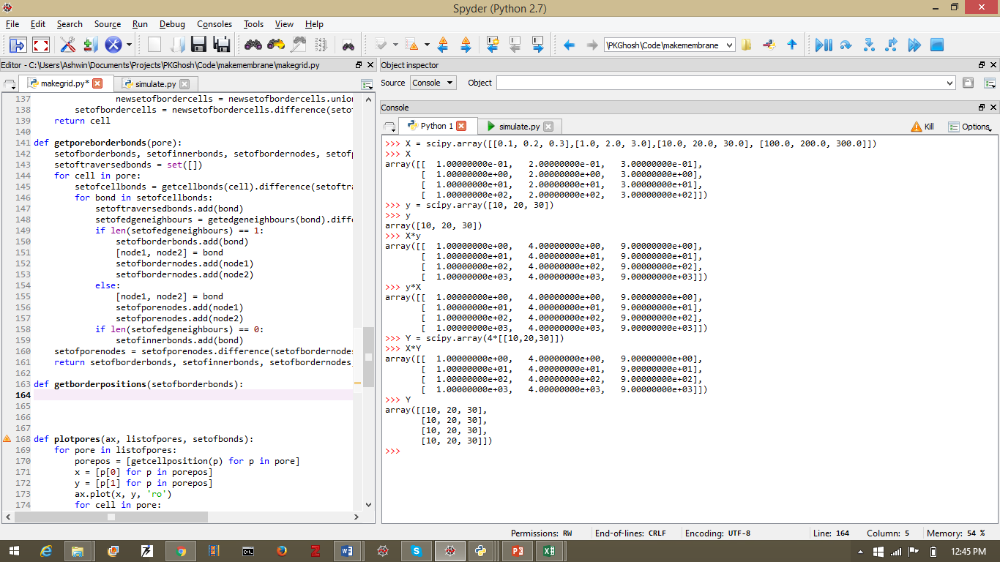 Spyder (Python 2.7)
File Edit Search Source Run Debug Consoles Tools View Help
\PKGhosh\Code\makemembrane
Editor - C:\Users\Ashwin\Documents\Projects\PKGhosh\Code\makemembrane\makegrid.py
makegrid.py* simulate.py
137 newsetofbordercells = newsetofbordercells.union
138 setofbordercells = newsetofbordercells.difference(seto
139 return cell
140
141 def getporeborderbonds(pore):
142 setofborderbonds, setofinnerbonds, setofbordernodes, setofp
143 setoftraversedbonds = set([])
144 for cell in pore:
145 setofcellbonds = getcellbonds(cell).difference(setoftra
146 for bond in setofcellbonds:
147 setoftraversedbonds.add(bond)
148 setofedgeneighbours = getedgeneighbours(bond).diffe
149 if len(setofedgeneighbours) == 1:
150 setofborderbonds.add(bond)
151 [node1, node2] = bond
152 setofbordernodes.add(node1)
153 setofbordernodes.add(node2)
154 else:
155 [node1, node2] = bond
156 setofporenodes.add(node1)
157 setofporenodes.add(node2)
158 if len(setofedgeneighbours) == 0:
159 setofinnerbonds.add(bond)
160 setofporenodes = setofporenodes.difference(setofbordernodes
161 return setofborderbonds, setofinnerbonds, setofbordernodes,
162
163 def getborderpositions(setofborderbonds):
164
165
166
167
168 def plotpores(ax, listofpores, setofbonds):
169 for pore in listofpores:
170 porepos = [getcellposition(p) for p in pore]
171 x = [p[0] for p in porepos]
172 y = [p[1] for p in porepos]
173 ax.plot(x, y, 'ro')
174 for cell in pore:
Object inspector
Source Console Object
Console
Python 1 simulate.py Kill Options
>>> X = scipy.array([[0.1, 0.2, 0.3],[1.0, 2.0, 3.0],[10.0, 20.0, 30.0], [100.0, 200.0, 300.0]])
>>> X
array([[ 1.00000000e-01, 2.00000000e-01, 3.00000000e-01],
[ 1.00000000e+00, 2.00000000e+00, 3.00000000e+00],
[ 1.00000000e+01, 2.00000000e+01, 3.00000000e+01],
[ 1.00000000e+02, 2.00000000e+02, 3.00000000e+02]])
>>> y = scipy.array([10, 20, 30])
>>> y
array([10, 20, 30])
>>> X*y
array([[ 1.00000000e+00, 4.00000000e+00, 9.00000000e+00],
[ 1.00000000e+01, 4.00000000e+01, 9.00000000e+01],
[ 1.00000000e+02, 4.00000000e+02, 9.00000000e+02],
[ 1.00000000e+03, 4.00000000e+03, 9.00000000e+03]])
>>> y*X
array([[ 1.00000000e+00, 4.00000000e+00, 9.00000000e+00],
[ 1.00000000e+01, 4.00000000e+01, 9.00000000e+01],
[ 1.00000000e+02, 4.00000000e+02, 9.00000000e+02],
[ 1.00000000e+03, 4.00000000e+03, 9.00000000e+03]])
>>> Y = scipy.array(4*[[10,20,30]])
>>> X*Y
array([[ 1.00000000e+00, 4.00000000e+00, 9.00000000e+00],
[ 1.00000000e+01, 4.00000000e+01, 9.00000000e+01],
[ 1.00000000e+02, 4.00000000e+02, 9.00000000e+02],
[ 1.00000000e+03, 4.00000000e+03, 9.00000000e+03]])
>>> Y
array([[10, 20, 30],
[10, 20, 30],
[10, 20, 30],
[10, 20, 30]])
>>>
Permissions: RW End-of-lines: CRLF Encoding: UTF-8 Line: 164 Column: 5 Memory: 54 %
12:45 PM